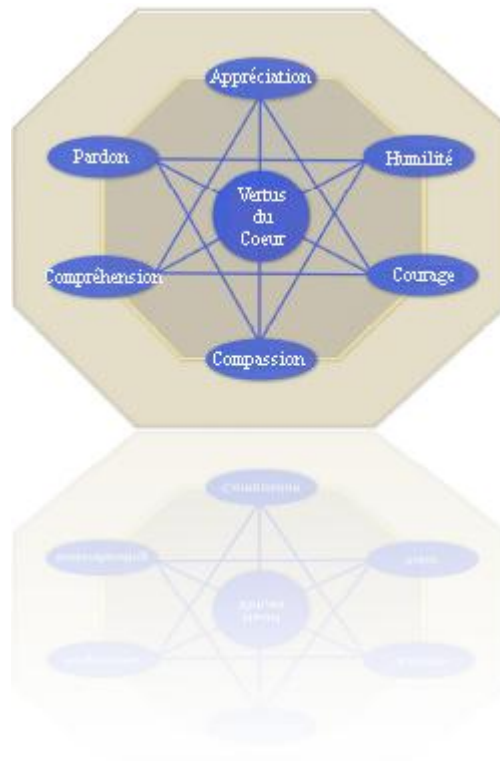 Appréciation
Pardon
Humilité
Vertus
du
Coeur
Compréhension
Courage
Compassion